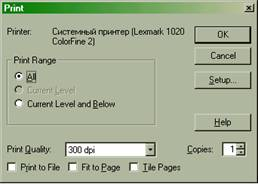 Print
Printer: Системный принтер (Lexmark 1020
ColorFine 2)
OK
Cancel
Print Range
All
Setup...
Current Level
Current Level and Below
Help
Print Quality: 300 dpi Copies: 1
Print to File Fit to Page Tile Pages